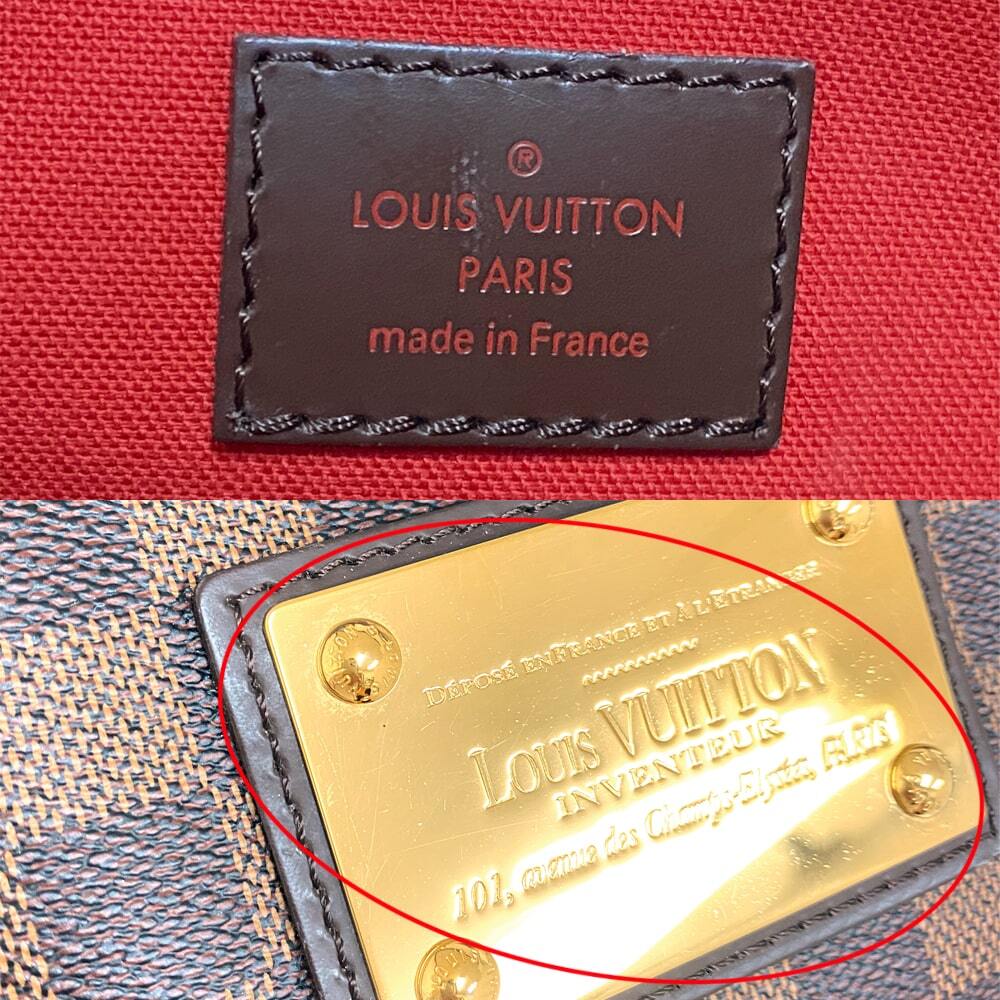 ®
LOUIS VUITTON
PARIS
made in France
DÉPOSÉ EN FRANCE ET À L'ETRANGER
LOUIS VUITTON
INVENTEUR
101, avenue des Champs-Elysées, PARIS